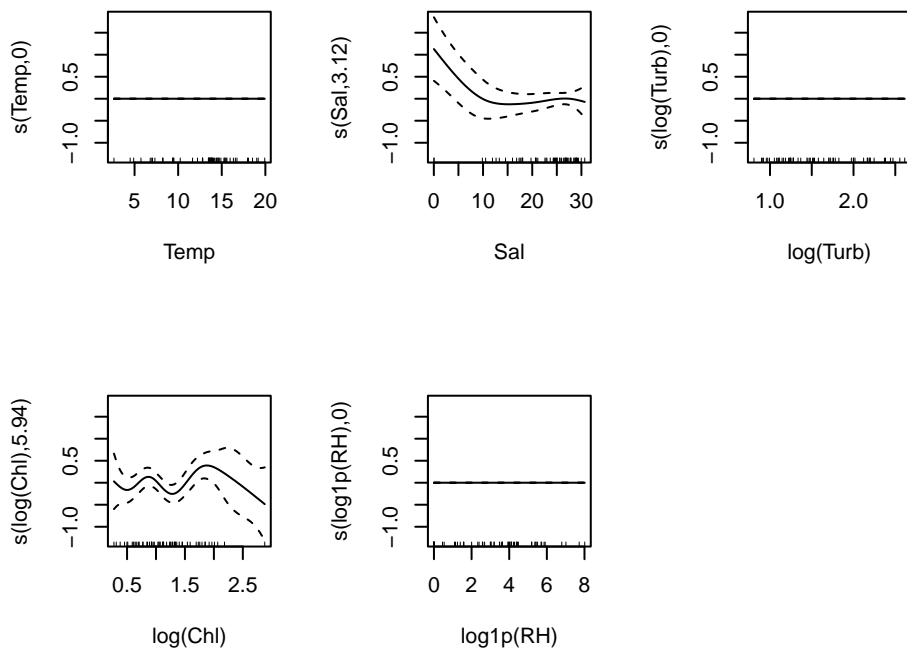 s(Temp,0)
0.5
−1.0
5 10 15 20
Temp
s(Sal,3.12)
0.5
−1.0
0 10 20 30
Sal
s(log(Turb),0)
0.5
−1.0
1.0 2.0
log(Turb)
s(log(Chl),5.94)
0.5
−1.0
0.5 1.5 2.5
log(Chl)
s(log1p(RH),0)
0.5
−1.0
0 2 4 6 8
log1p(RH)